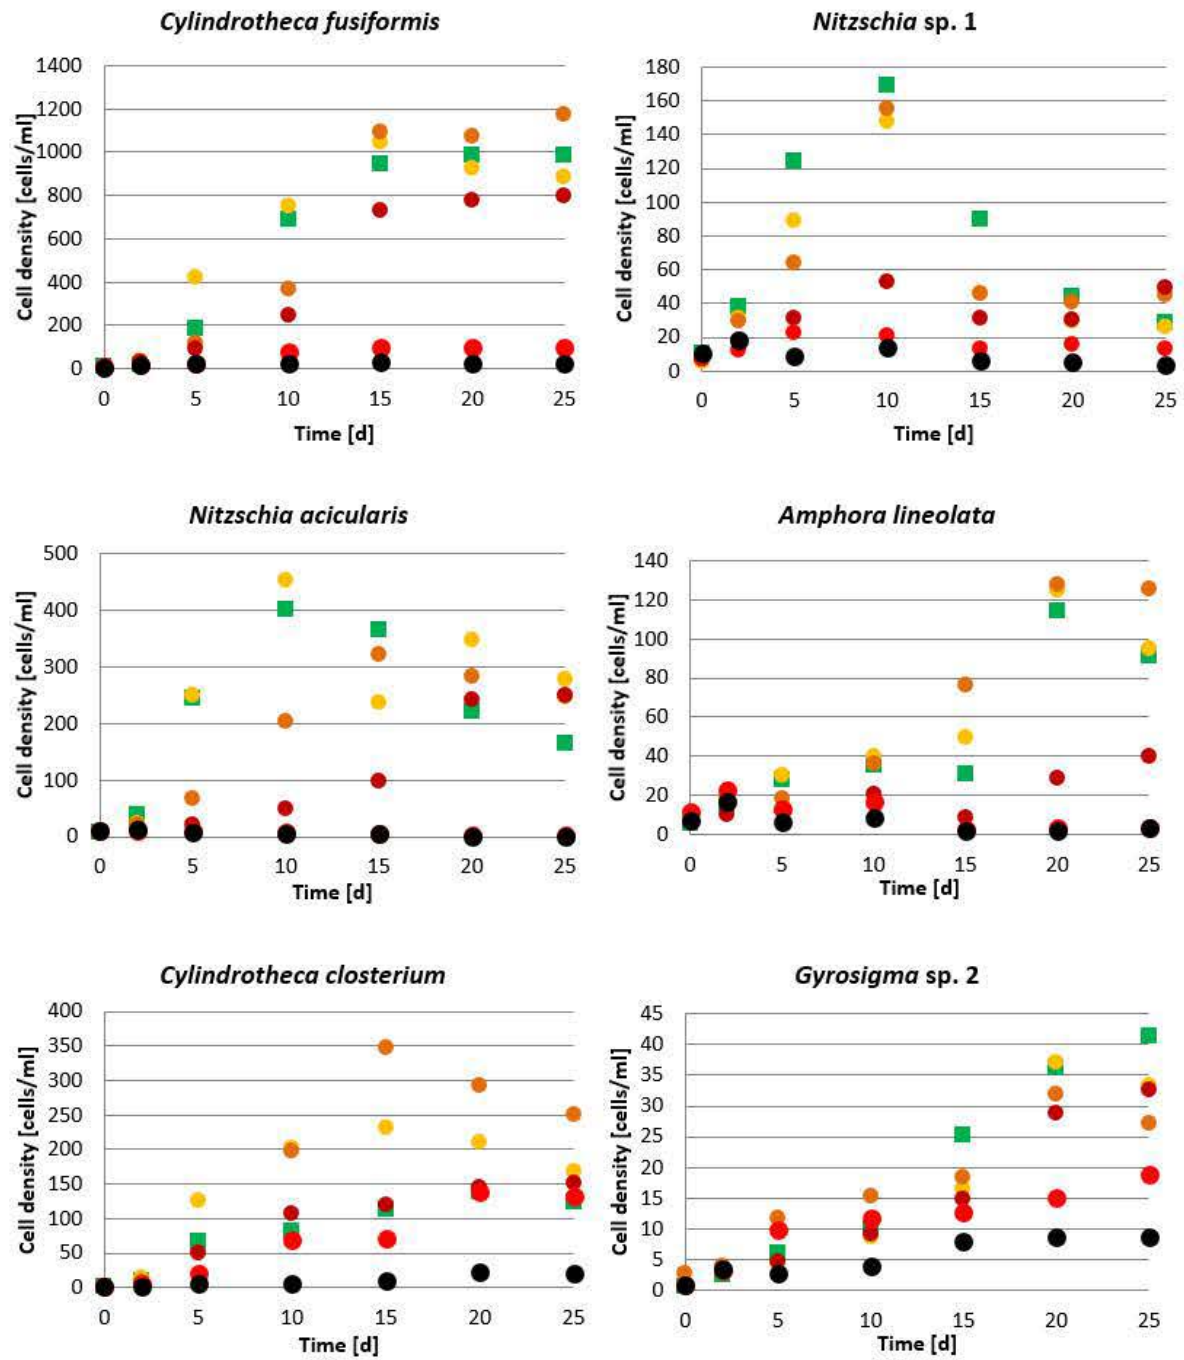 Cylindrotheca fusiformis
Cell density [cells/ml]
1400
1200
1000
800
600
400
200
0
0 5 10 15 20 25
Time [d]
Nitzschia sp. 1
Cell density [cells/ml]
180
160
140
120
100
80
60
40
20
0
0 5 10 15 20 25
Time [d]
Nitzschia acicularis
Cell density [cells/ml]
500
400
300
200
100
0
0 5 10 15 20 25
Time [d]
Amphora lineolata
Cell density [cells/ml]
140
120
100
80
60
40
20
0
0 5 10 15 20 25
Time [d]
Cylindrotheca closterium
Cell density [cells/ml]
400
350
300
250
200
150
100
50
0
0 5 10 15 20 25
Time [d]
Gyrosigma sp. 2
Cell density [cells/ml]
45
40
35
30
25
20
15
10
5
0
0 5 10 15 20 25
Time [d]